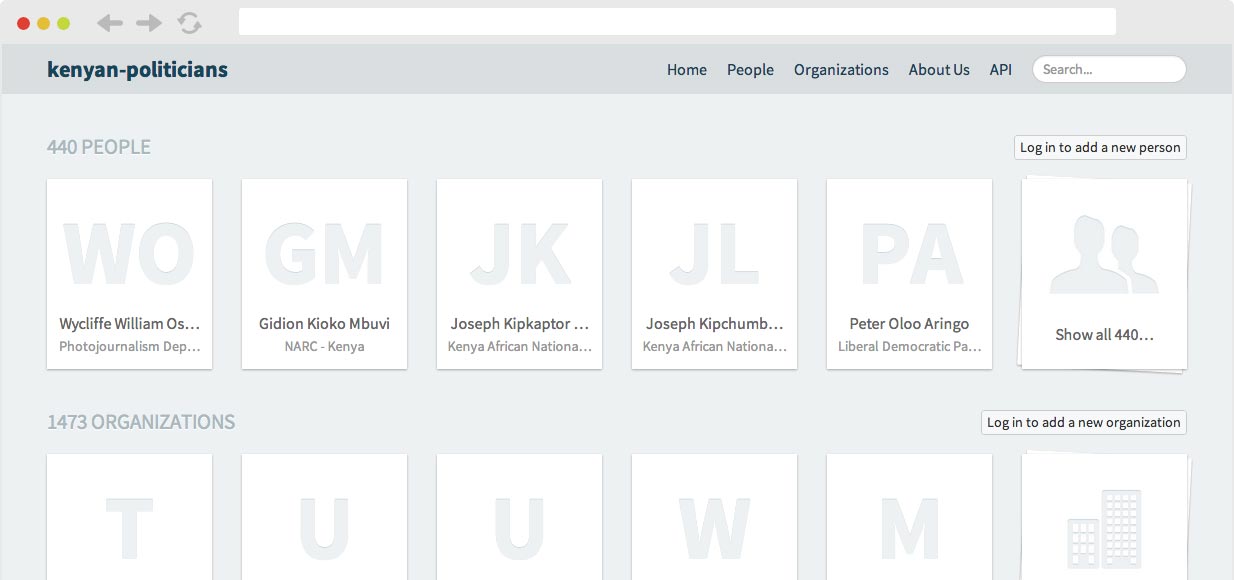 kenyan-politicians
Home People Organizations About Us API Search...
440 PEOPLE
Log in to add a new person
WO GM JK JL PA
Wycliffe William Os... Gidion Kioko Mbuvi Joseph Kipkaptor ... Joseph Kipchumb... Peter Oloo Aringo Show all 440...
Photojournalism Dep... NARC - Kenya Kenya African Nationa... Kenya African Nationa... Liberal Democratic Pa...
1473 ORGANIZATIONS
Log in to add a new organization
T U U W M